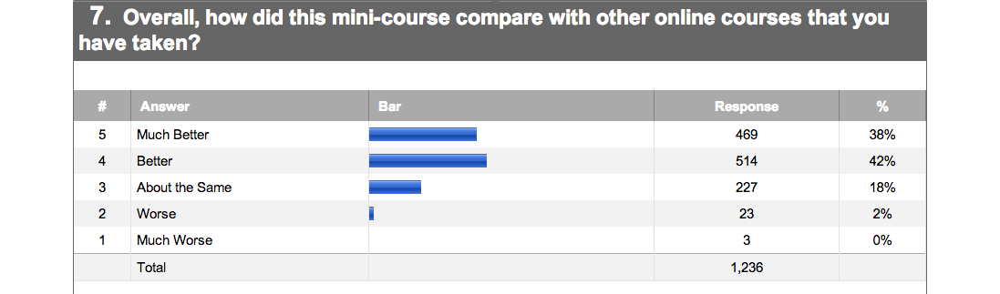 7. Overall, how did this mini-course compare with other online courses that you
have taken?
# Answer Bar Response %
5 Much Better 469 38%
4 Better 514 42%
3 About the Same 227 18%
2 Worse 23 2%
1 Much Worse 3 0%
Total 1,236